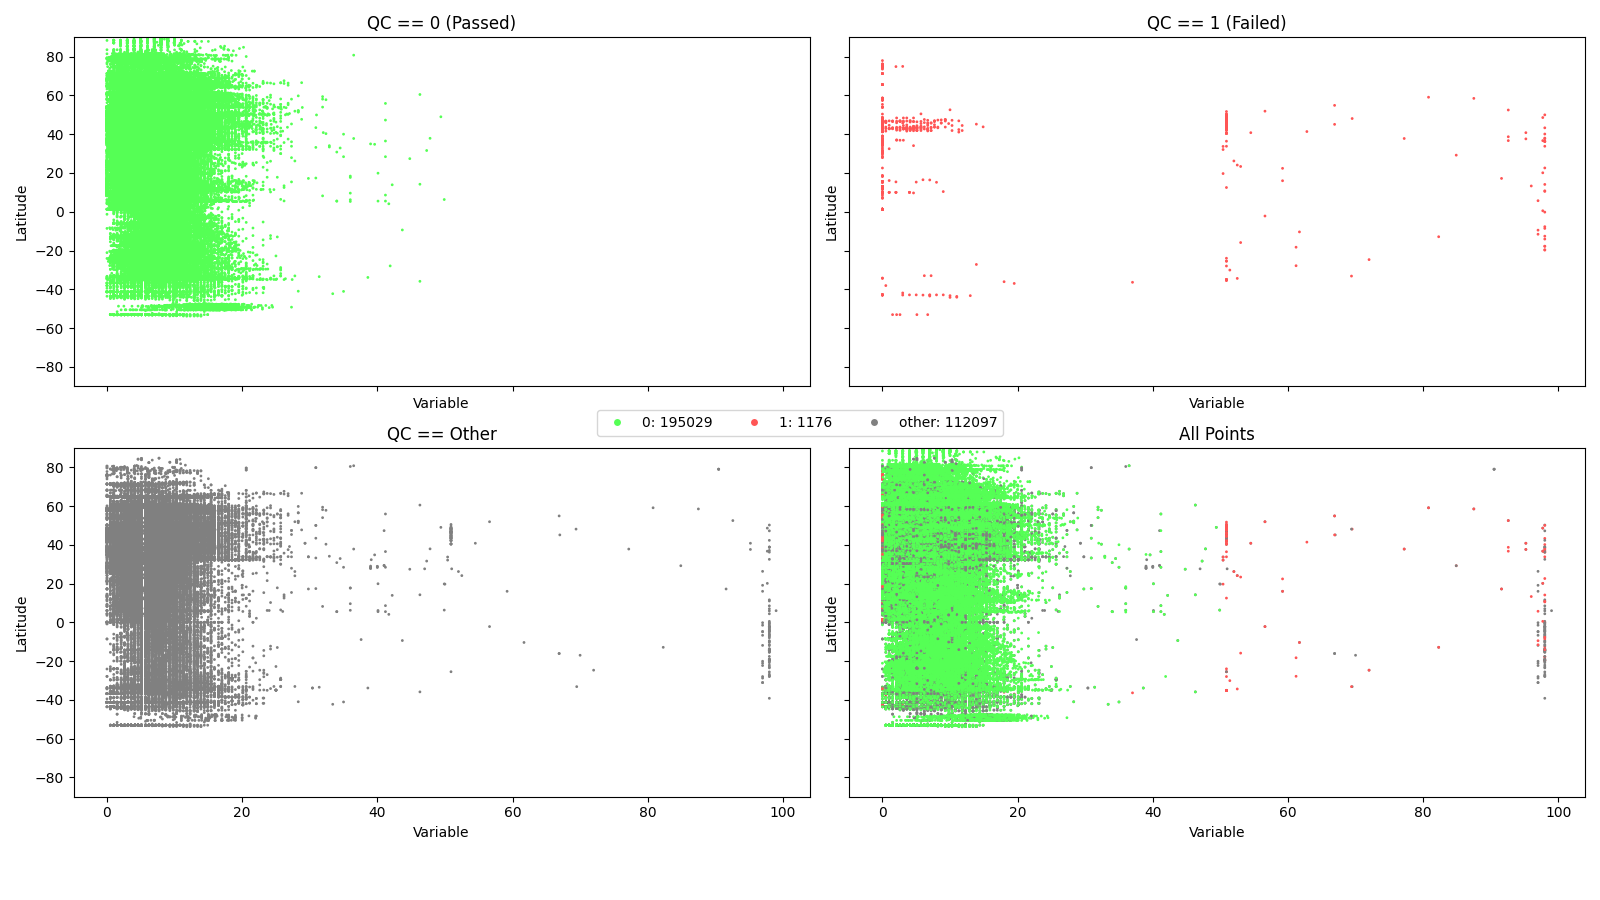 QC == 0 (Passed)
QC == 1 (Failed)
80
60
40
20
0
−20
−40
−60
−80
Latitude
Latitude
Variable
Variable
0: 195029 1: 1176 other: 112097
QC == Other
All Points
80
60
40
20
0
−20
−40
−60
−80
Latitude
Latitude
0 20 40 60 80 100
0 20 40 60 80 100
Variable
Variable